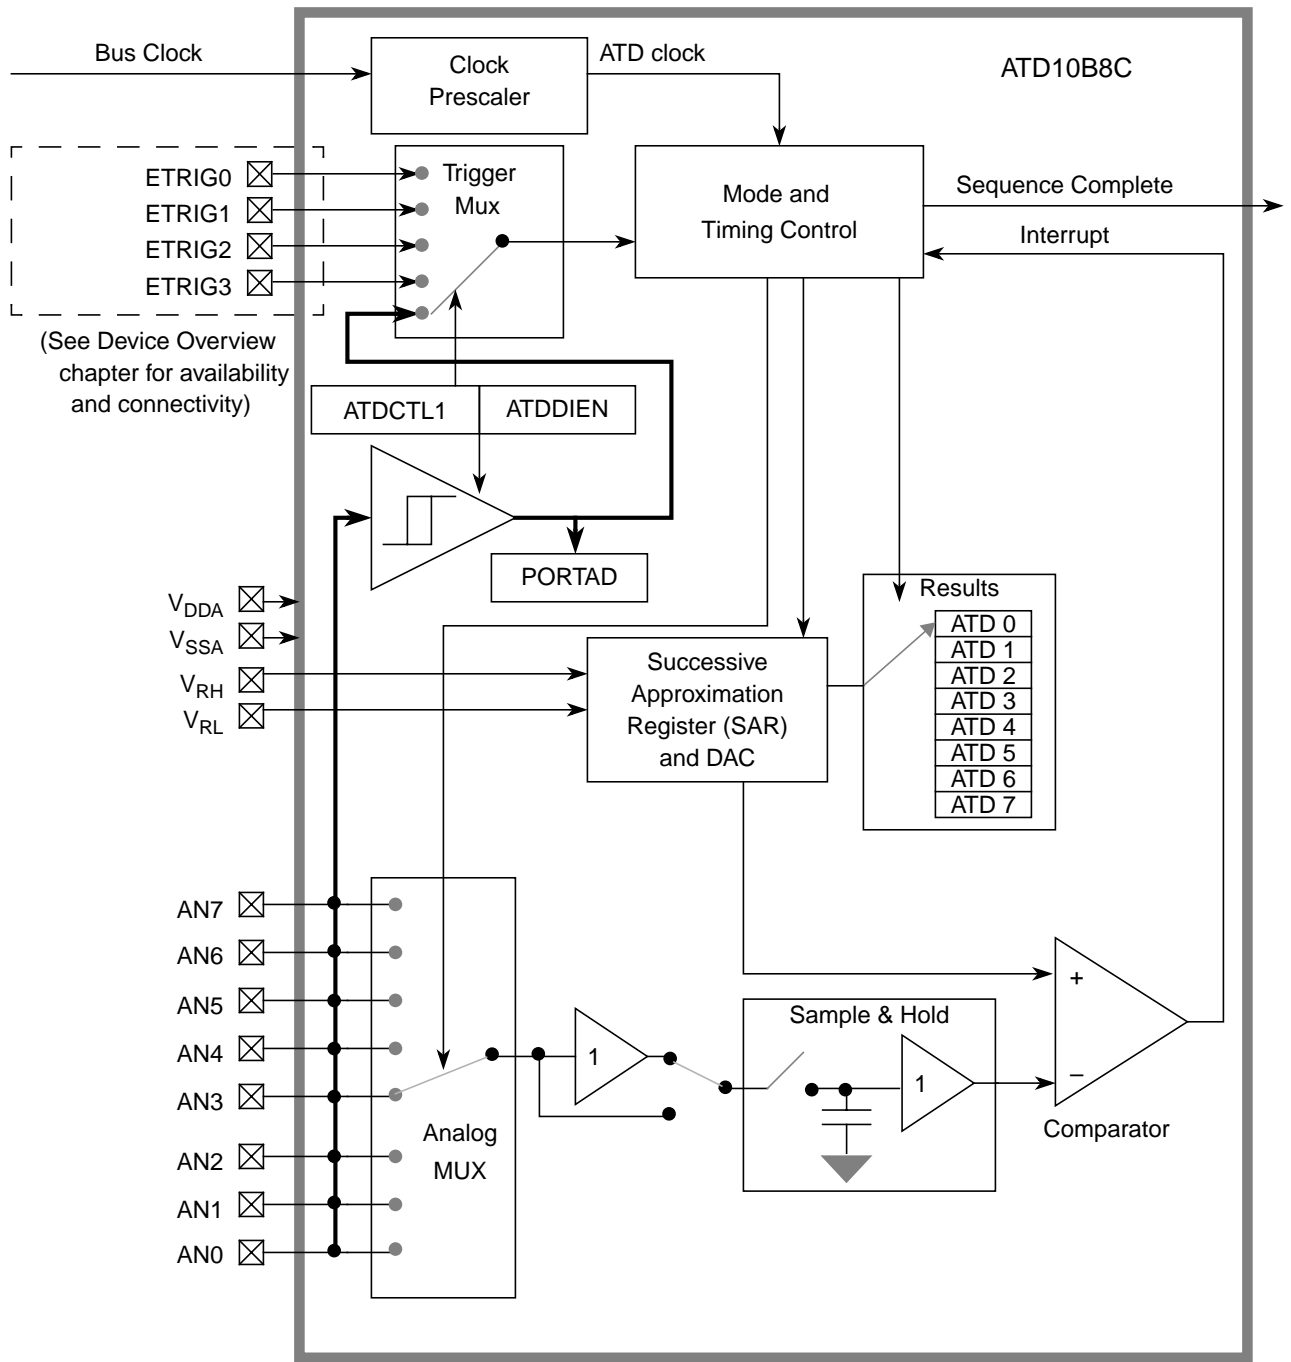 Bus Clock
Clock
Prescaler
ATD clock
ATD10B8C
ETRIG0
ETRIG1
ETRIG2
ETRIG3
(See Device Overview
chapter for availability
and connectivity)
Trigger
Mux
Mode and
Timing Control
Sequence Complete
Interrupt
ATDCTL1
ATDDIEN
PORTAD
VDDA
VSSA
VRH
VRL
Successive
Approximation
Register (SAR)
and DAC
Results
ATD 0
ATD 1
ATD 2
ATD 3
ATD 4
ATD 5
ATD 6
ATD 7
AN7
AN6
AN5
AN4
AN3
AN2
AN1
AN0
Analog
MUX
1
Sample & Hold
1
+
–
Comparator